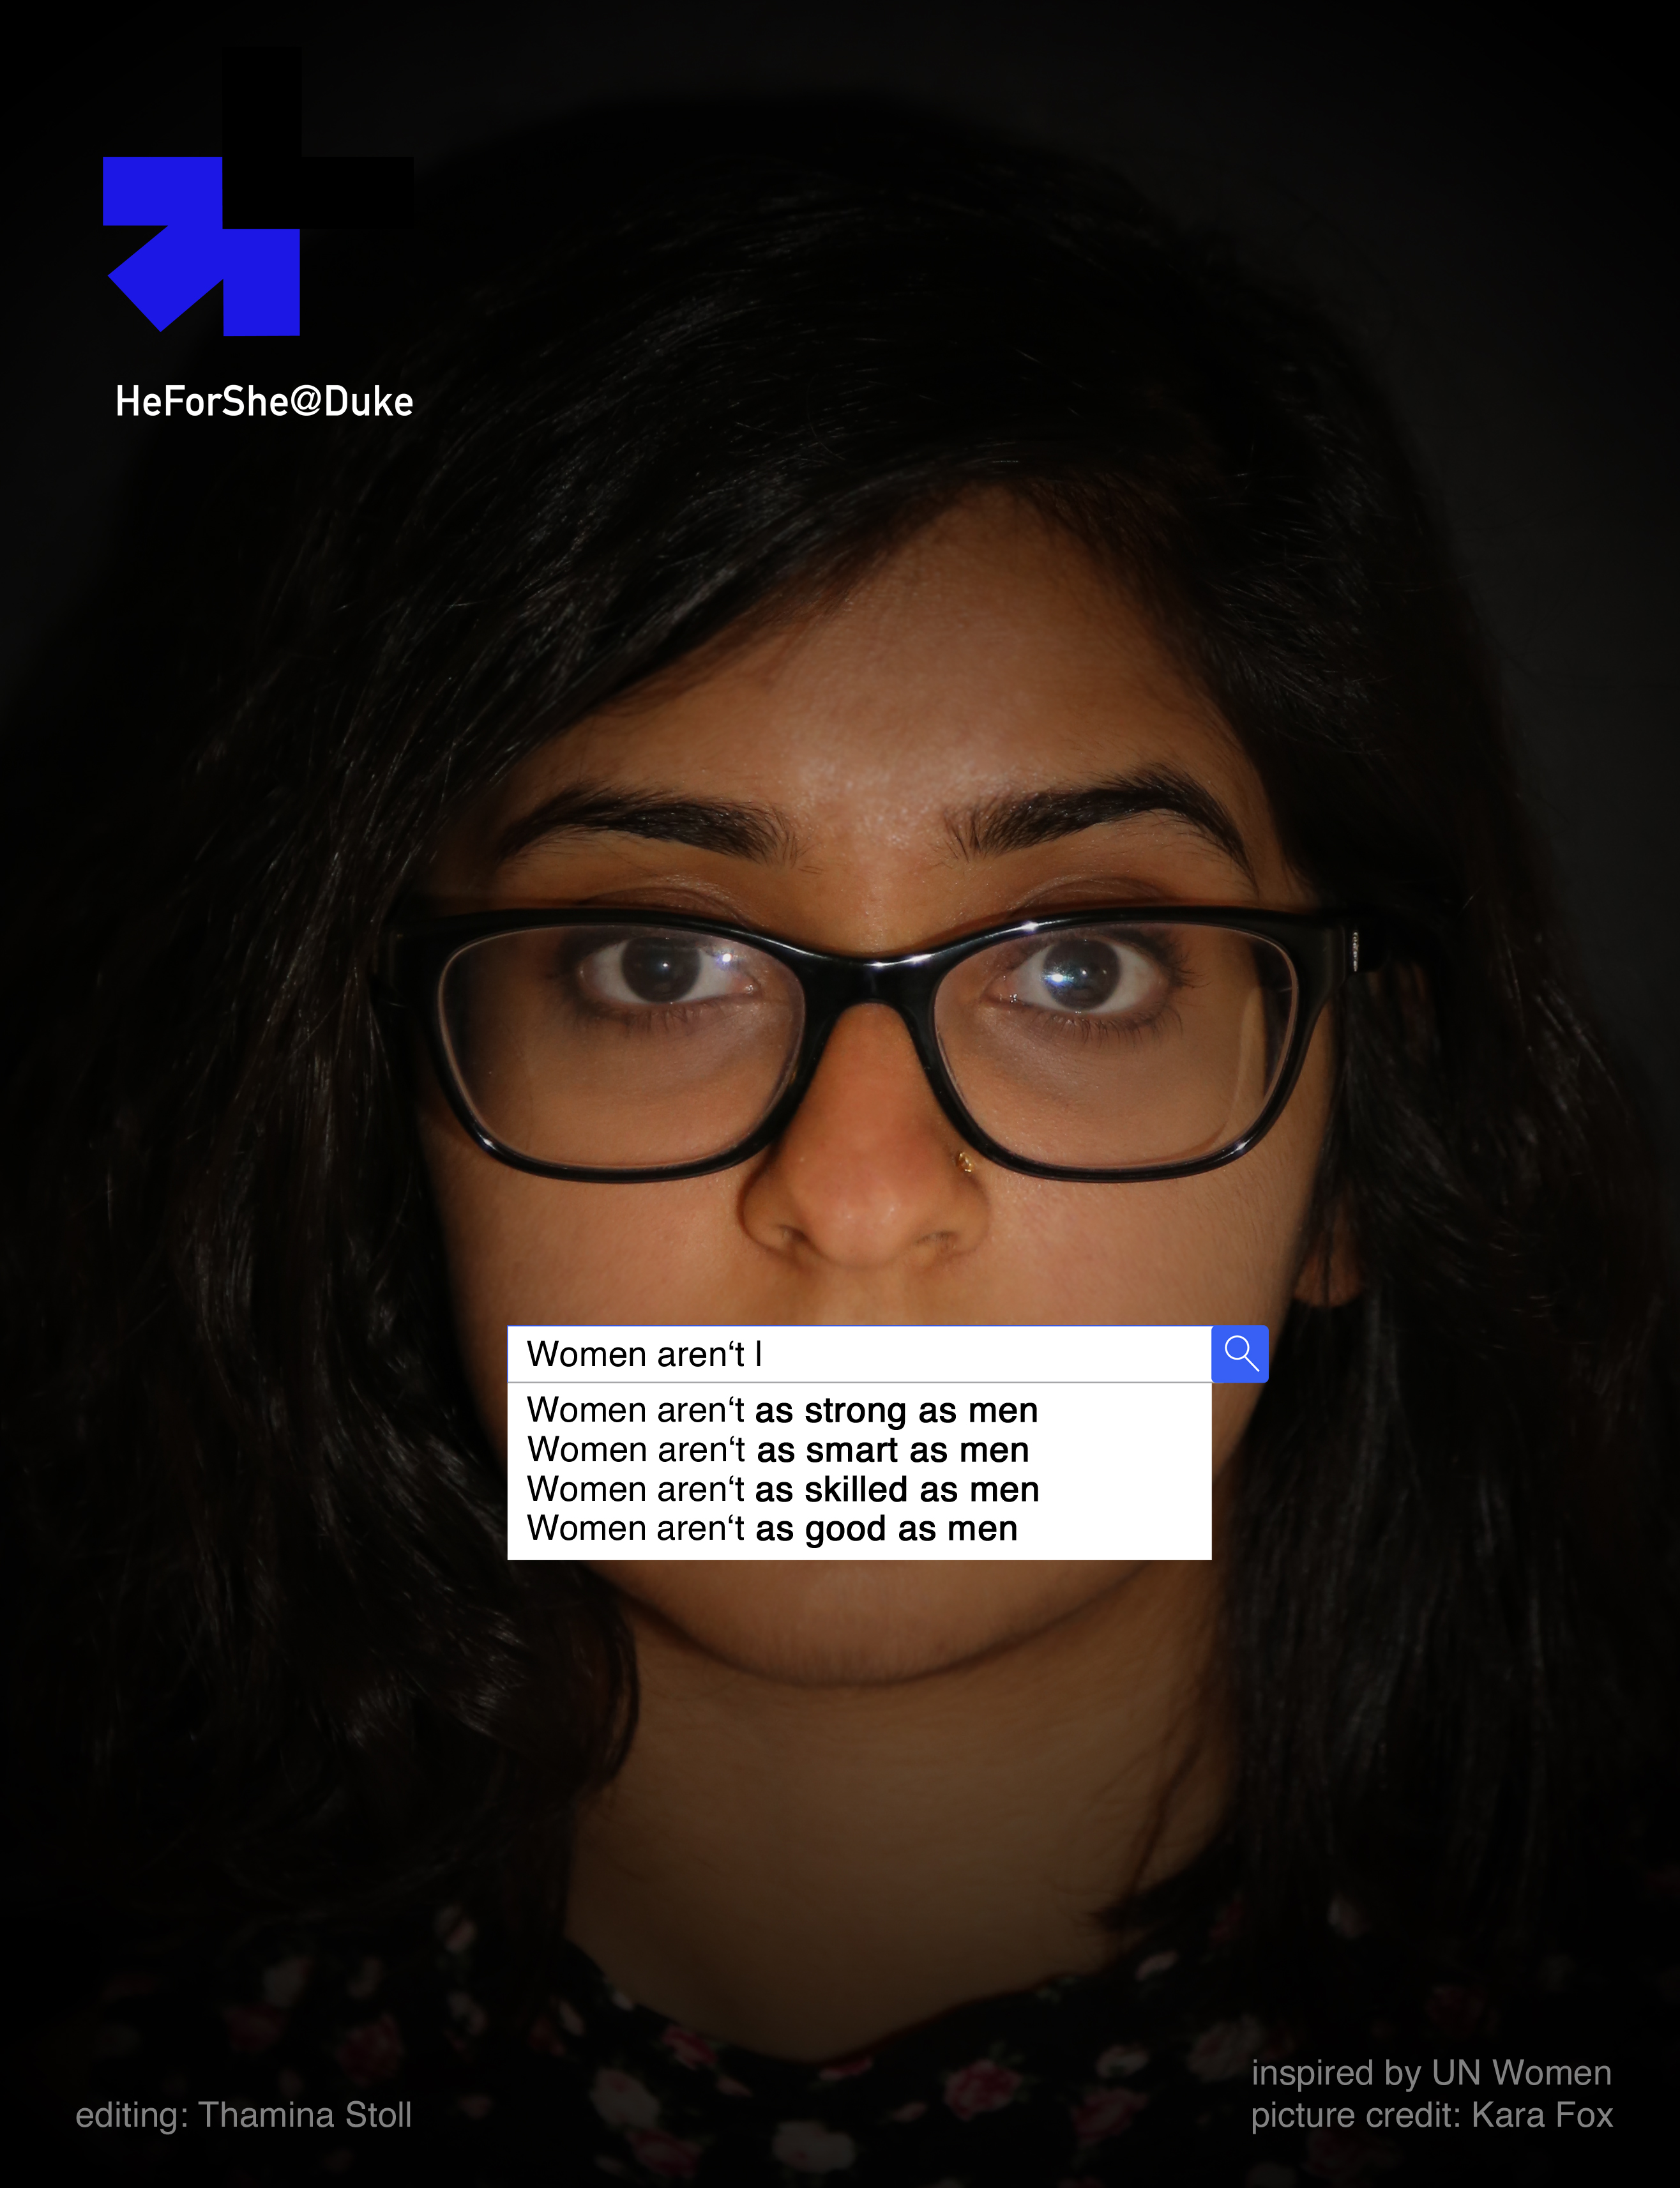 HeForShe@Duke
Women aren‘t |
Women aren‘t as strong as men
Women aren‘t as smart as men
Women aren‘t as skilled as men
Women aren‘t as good as men
editing: Thamina Stoll
inspired by UN Women
picture credit: Kara Fox